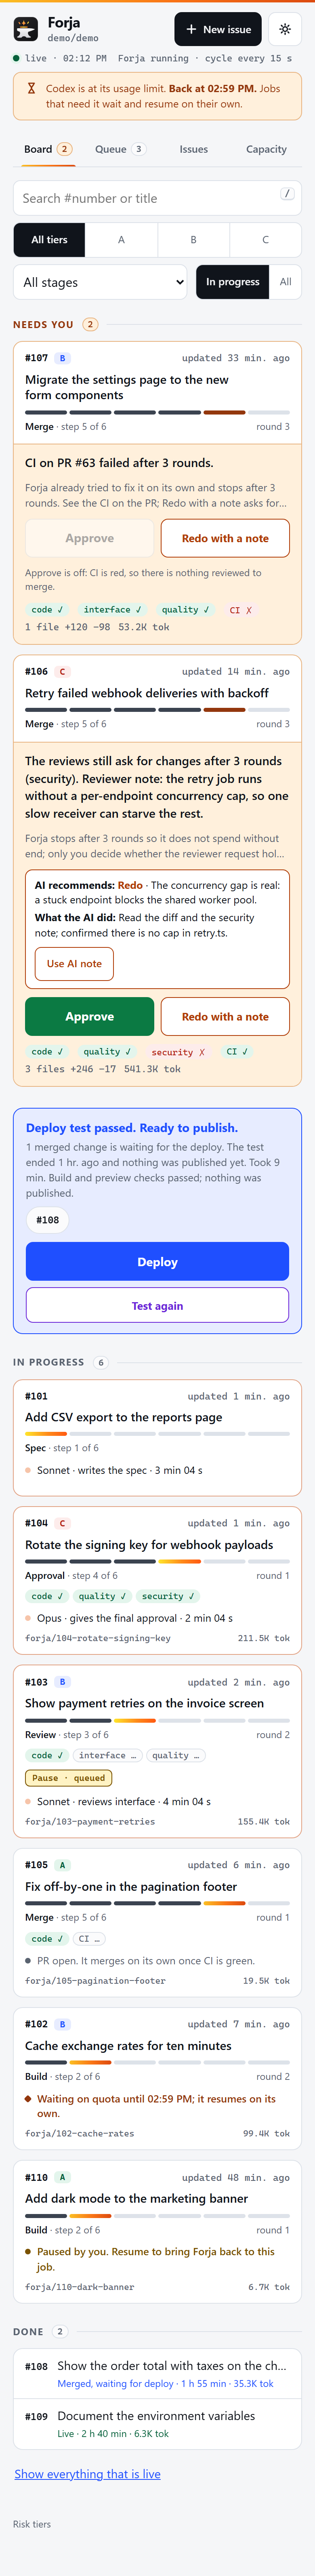 Forja
demo/demo
New issue
live · 02:12 PM Forja running · cycle every 15 s
Codex is at its usage limit. Back at 02:59 PM. Jobs
that need it wait and resume on their own.
Board 2
Queue 3
Issues
Capacity
Search #number or title
/
All tiers
A
B
C
All stages
In progress
All
NEEDS YOU 2
#107 B updated 33 min. ago
Migrate the settings page to the new
form components
Merge · step 5 of 6 round 3
CI on PR #63 failed after 3 rounds.
Forja already tried to fix it on its own and stops after 3
rounds. See the CI on the PR; Redo with a note asks for...
Approve
Redo with a note
Approve is off: CI is red, so there is nothing reviewed to
merge.
code ✓ interface ✓ quality ✓ CI ✗
1 file +120 −98 53.2K tok
#106 C updated 14 min. ago
Retry failed webhook deliveries with backoff
Merge · step 5 of 6 round 3
The reviews still ask for changes after 3 rounds
(security). Reviewer note: the retry job runs
without a per-endpoint concurrency cap, so one
slow receiver can starve the rest.
Forja stops after 3 rounds so it does not spend without
end; only you decide whether the reviewer request hol...
AI recommends: Redo · The concurrency gap is real:
a stuck endpoint blocks the shared worker pool.
What the AI did: Read the diff and the security
note; confirmed there is no cap in retry.ts.
Use AI note
Approve
Redo with a note
code ✓ quality ✓ security ✗ CI ✓
3 files +246 −17 541.3K tok
Deploy test passed. Ready to publish.
1 merged change is waiting for the deploy. The test
ended 1 hr. ago and nothing was published yet. Took 9
min. Build and preview checks passed; nothing was
published.
#108
Deploy
Test again
IN PROGRESS 6
#101 updated 1 min. ago
Add CSV export to the reports page
Spec · step 1 of 6
Sonnet · writes the spec · 3 min 04 s
#104 C updated 1 min. ago
Rotate the signing key for webhook payloads
Approval · step 4 of 6 round 1
code ✓ quality ✓ security ✓
Opus · gives the final approval · 2 min 04 s
forja/104-rotate-signing-key 211.5K tok
#103 B updated 2 min. ago
Show payment retries on the invoice screen
Review · step 3 of 6 round 2
code ✓ interface … quality …
Pause · queued
Sonnet · reviews interface · 4 min 04 s
forja/103-payment-retries 155.4K tok
#105 A updated 6 min. ago
Fix off-by-one in the pagination footer
Merge · step 5 of 6 round 1
code ✓ CI …
PR open. It merges on its own once CI is green.
forja/105-pagination-footer 19.5K tok
#102 B updated 7 min. ago
Cache exchange rates for ten minutes
Build · step 2 of 6 round 2
Waiting on quota until 02:59 PM; it resumes on its
own.
forja/102-cache-rates 99.4K tok
#110 A updated 48 min. ago
Add dark mode to the marketing banner
Build · step 2 of 6 round 1
Paused by you. Resume to bring Forja back to this
job.
forja/110-dark-banner 6.7K tok
DONE 2
#108 Show the order total with taxes on the ch...
Merged, waiting for deploy · 1 h 55 min · 35.3K tok
#109 Document the environment variables
Live · 2 h 40 min · 6.3K tok
Show everything that is live
Risk tiers